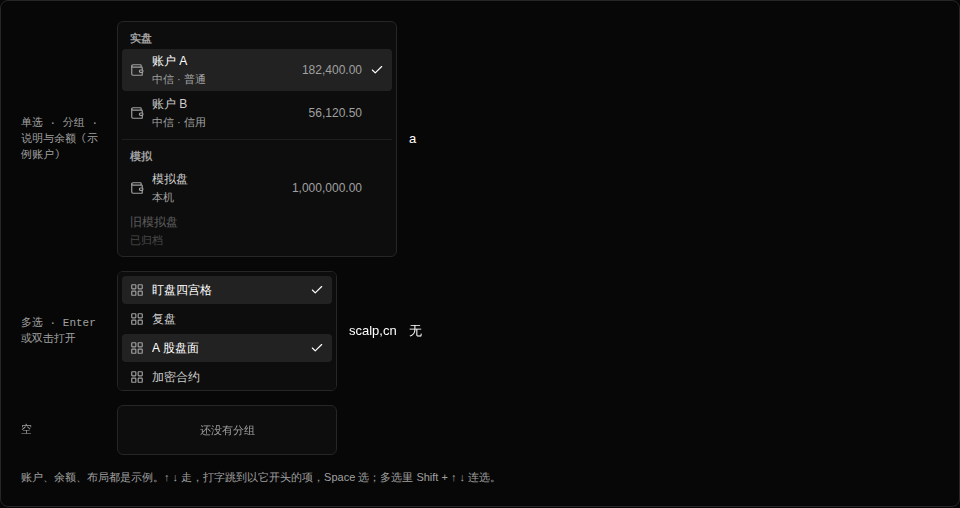 单选 · 分组 ·
说明与余额（示
例账户）
实盘
账户 A
中信 · 普通
182,400.00
账户 B
中信 · 信用
56,120.50
模拟
模拟盘
本机
1,000,000.00
旧模拟盘
已归档
a
多选 · Enter
或双击打开
盯盘四宫格
复盘
A 股盘面
加密合约
scalp,cn 无
空
还没有分组
账户、余额、布局都是示例。↑ ↓ 走，打字跳到以它开头的项，Space 选；多选里 Shift + ↑ ↓ 连选。